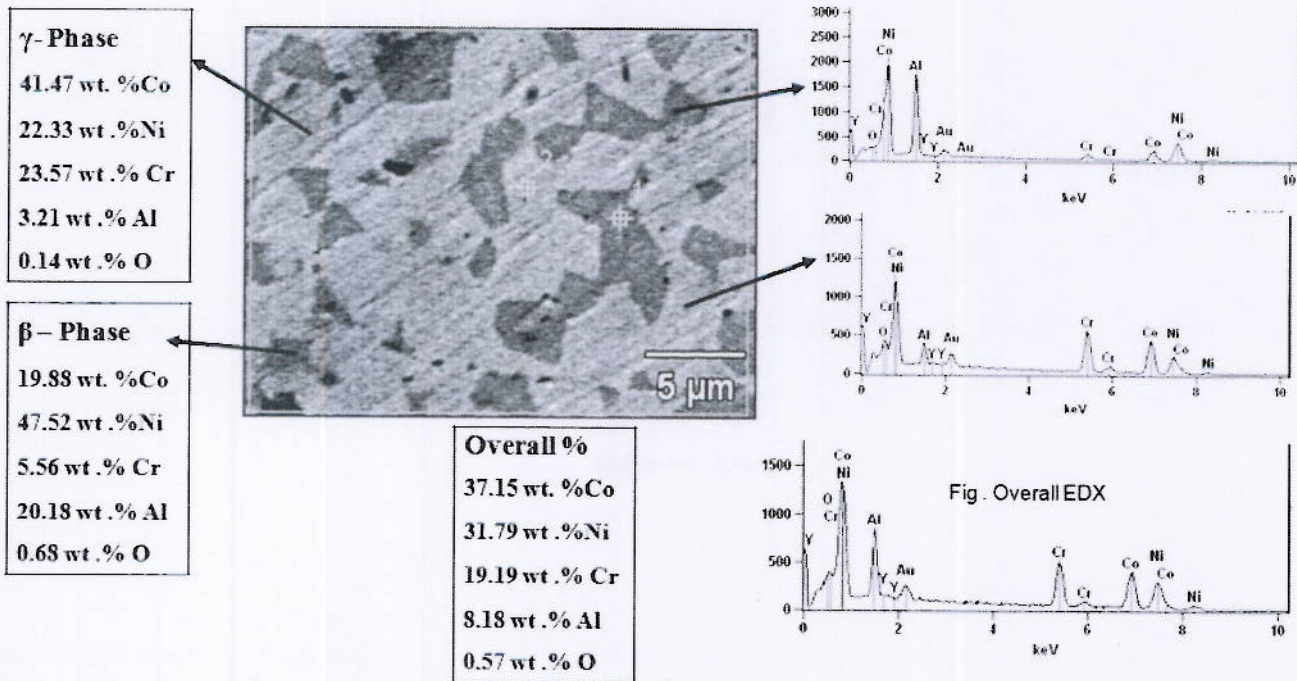 γ- Phase
41.47 wt. %Co
22.33 wt .%Ni
23.57 wt .% Cr
3.21 wt .% Al
0.14 wt .% O
β – Phase
19.88 wt. %Co
47.52 wt .%Ni
5.56 wt .% Cr
20.18 wt .% Al
0.68 wt .% O
5 µm
Overall %
37.15 wt. %Co
31.79 wt .%Ni
19.19 wt .% Cr
8.18 wt .% Al
0.57 wt .% O
3000
2500
2000
1500
1000
500
0
Ni
Co
Cr
Y
O
Al
Y
Y
Au
Au
Cr
Cr
Co
Ni
Co
Ni
0 2 4 6 8 10
keV
2000
1500
1000
500
0
Co
Ni
Cr
Y
O
Y
Al
Y Y
Au
Cr
Cr
Co
Ni
Co
Ni
0 2 4 6 8 10
keV
Fig . Overall EDX
1500
1000
500
0
Co
Ni
O
Cr
Y
Al
Y
Y
Au
Cr
Cr
Co
Ni
Co
Ni
0 2 4 6 8 10
keV